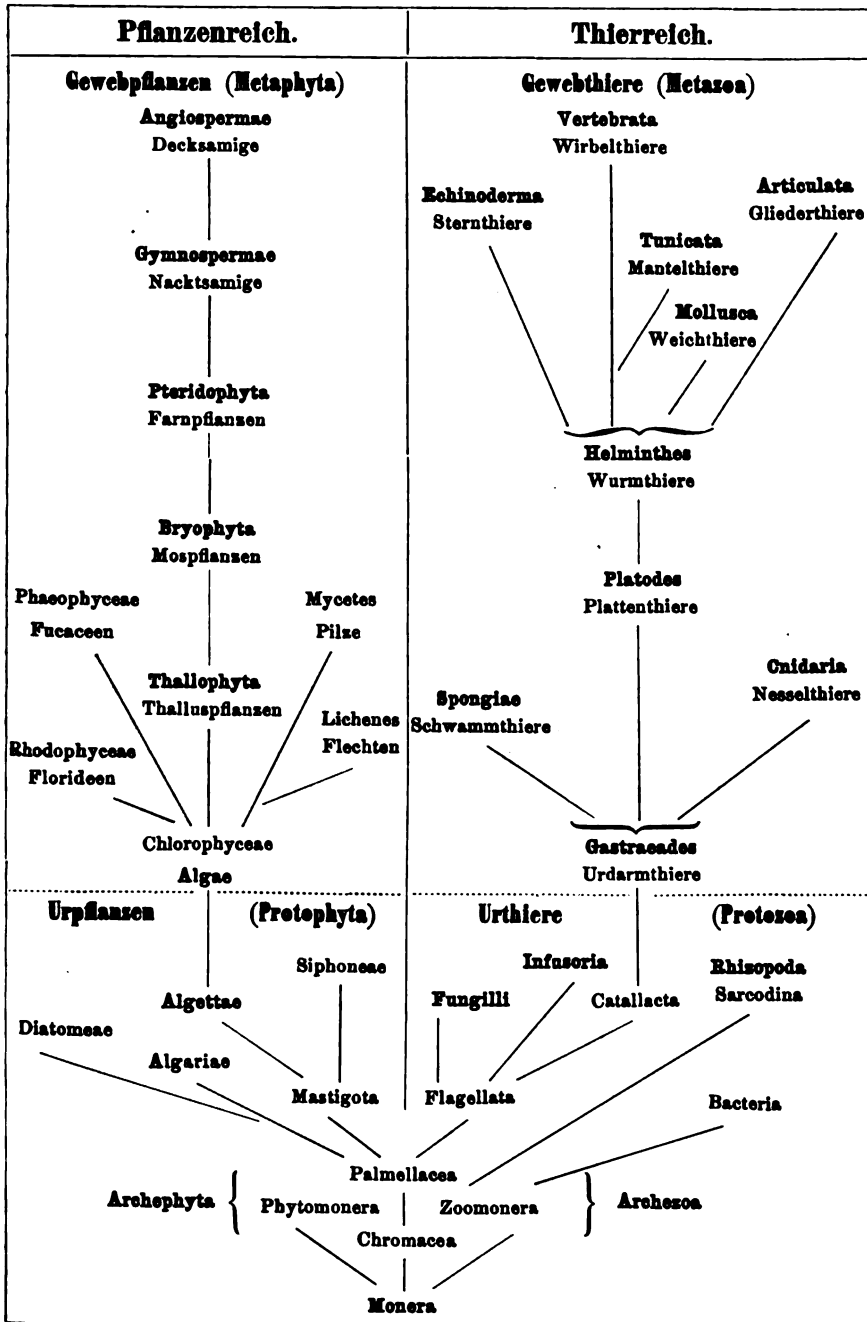 Pflanzenreich.
Thierreich.
Gewebpflanzen (Metaphyta)
Angiospermae
Decksamige
Gymnospermae
Nacktsamige
Pteridophyta
Farnpflanzen
Bryophyta
Mospflanzen
Phaeophyceae
Fucaceen
Mycetes
Pilze
Thallophyta
Thalluspflanzen
Lichenes
Flechten
Rhodophyceae
Florideen
Chlorophyceae
Algae
Gewebthiere (Metazoa)
Vertebrata
Wirbelthiere
Echinoderma
Sternthiere
Articulata
Gliederthiere
Tunicata
Mantelthiere
Mollusca
Weichthiere
Helminthes
Wurmthiere
Platodes
Plattenthiere
Spongiae
Schwammthiere
Cnidaria
Nesselthiere
Gastraeades
Urdarmthiere
Urpflanzen (Protophyta)
Siphoneae
Algettae
Diatomeae
Algariae
Mastigota
Urthiere (Protozoa)
Infusoria
Rhizopoda
Sarcodina
Fungilli
Catallacta
Flagellata
Bacteria
Palmellacea
Archephyta
Phytomonera
Zoomonera
Archezoa
Chromacea
Monera